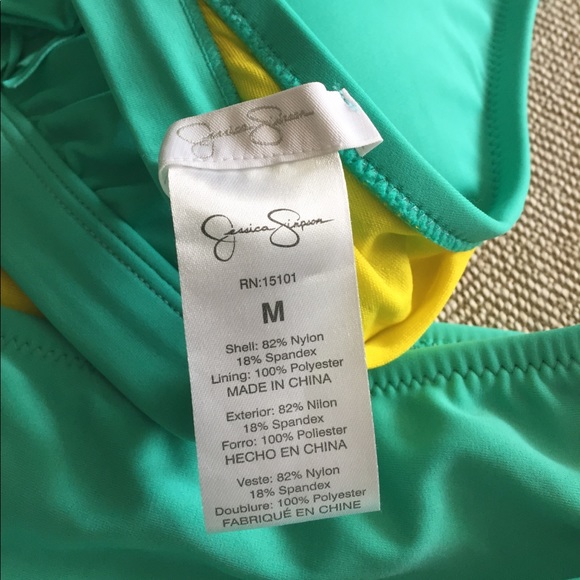 Jessica Simpson
Jessica Simpson
RN:15101
M
Shell: 82% Nylon
18% Spandex
Lining: 100% Polyester
MADE IN CHINA
Exterior: 82% Nilon
18% Spandex
Forro: 100% Poliester
HECHO EN CHINA
Veste: 82% Nylon
18% Spandex
Doublure: 100% Polyester
FABRIQUÉ EN CHINA